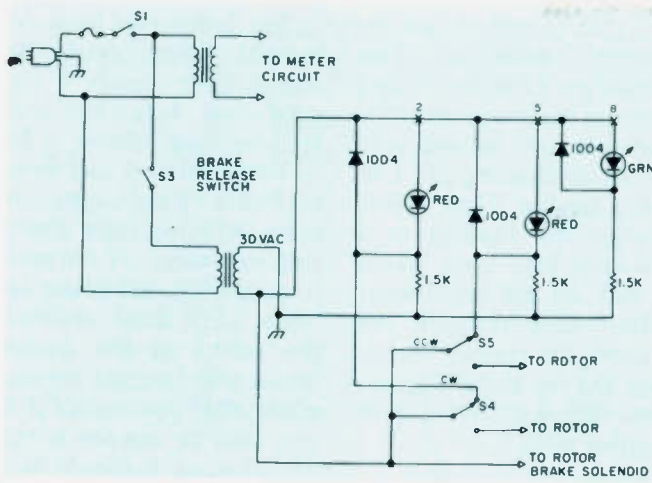 S1
TO METER
CIRCUIT
2
5
8
S3
BRAKE
RELEASE
SWITCH
1004
RED
1004
RED
1004
GRN
30VAC
1.5K
1.5K
1.5K
CCW
S5
TO ROTOR
CW
S4
TO ROTOR
TO ROTOR
BRAKE SOLENOID